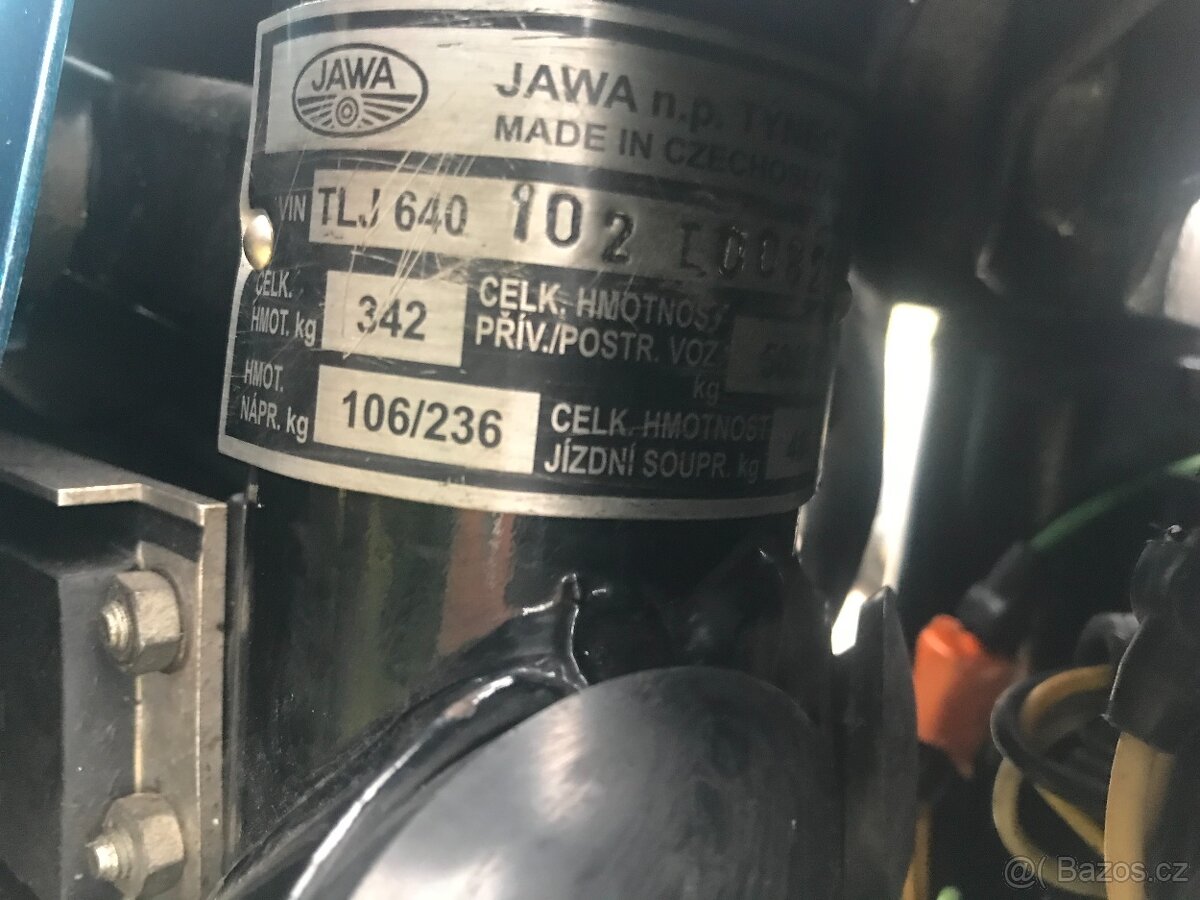 JAWA
JAWA n.p.
MADE IN
VIN TLJ 640 102
CELK. HMOT. kg 342
CELK. HMOTNOST PŘÍV./POSTR. VOZ. kg
HMOT. NÁPR. kg 106/236
CELK. HMOTNOST JÍZDNÍ SOUPR. kg
@( Bazos.cz